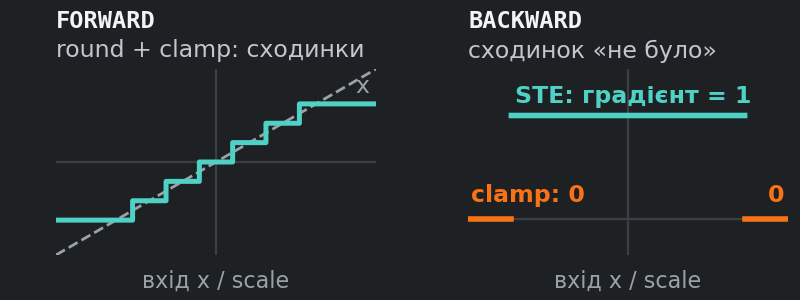 FORWARD
round + clamp: сходинки
x
вхід x / scale
BACKWARD
сходинок «не було»
STE: градієнт = 1
clamp: 0
0
вхід x / scale